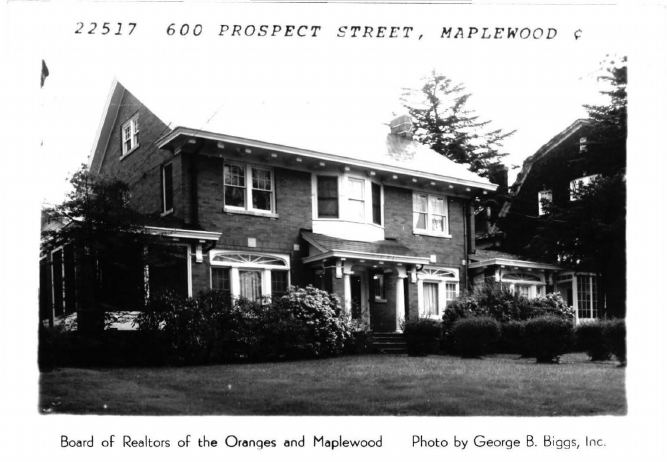 22517 600 PROSPECT STREET, MAPLEWOOD ¢
Board of Realtors of the Oranges and Maplewood Photo by George B. Biggs, Inc.